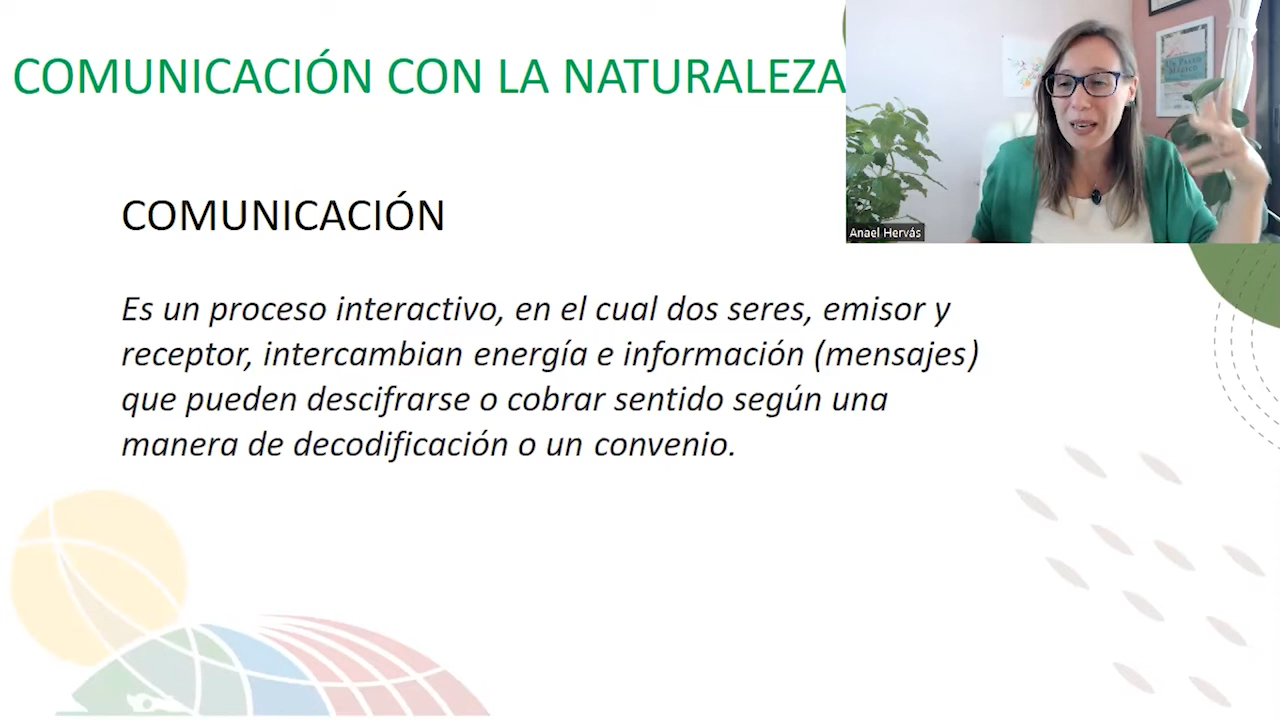 COMUNICACIÓN CON LA NATURALEZA
Anael Hervás
COMUNICACIÓN
Es un proceso interactivo, en el cual dos seres, emisor y
receptor, intercambian energía e información (mensajes)
que pueden descifrarse o cobrar sentido según una
manera de decodificación o un convenio.